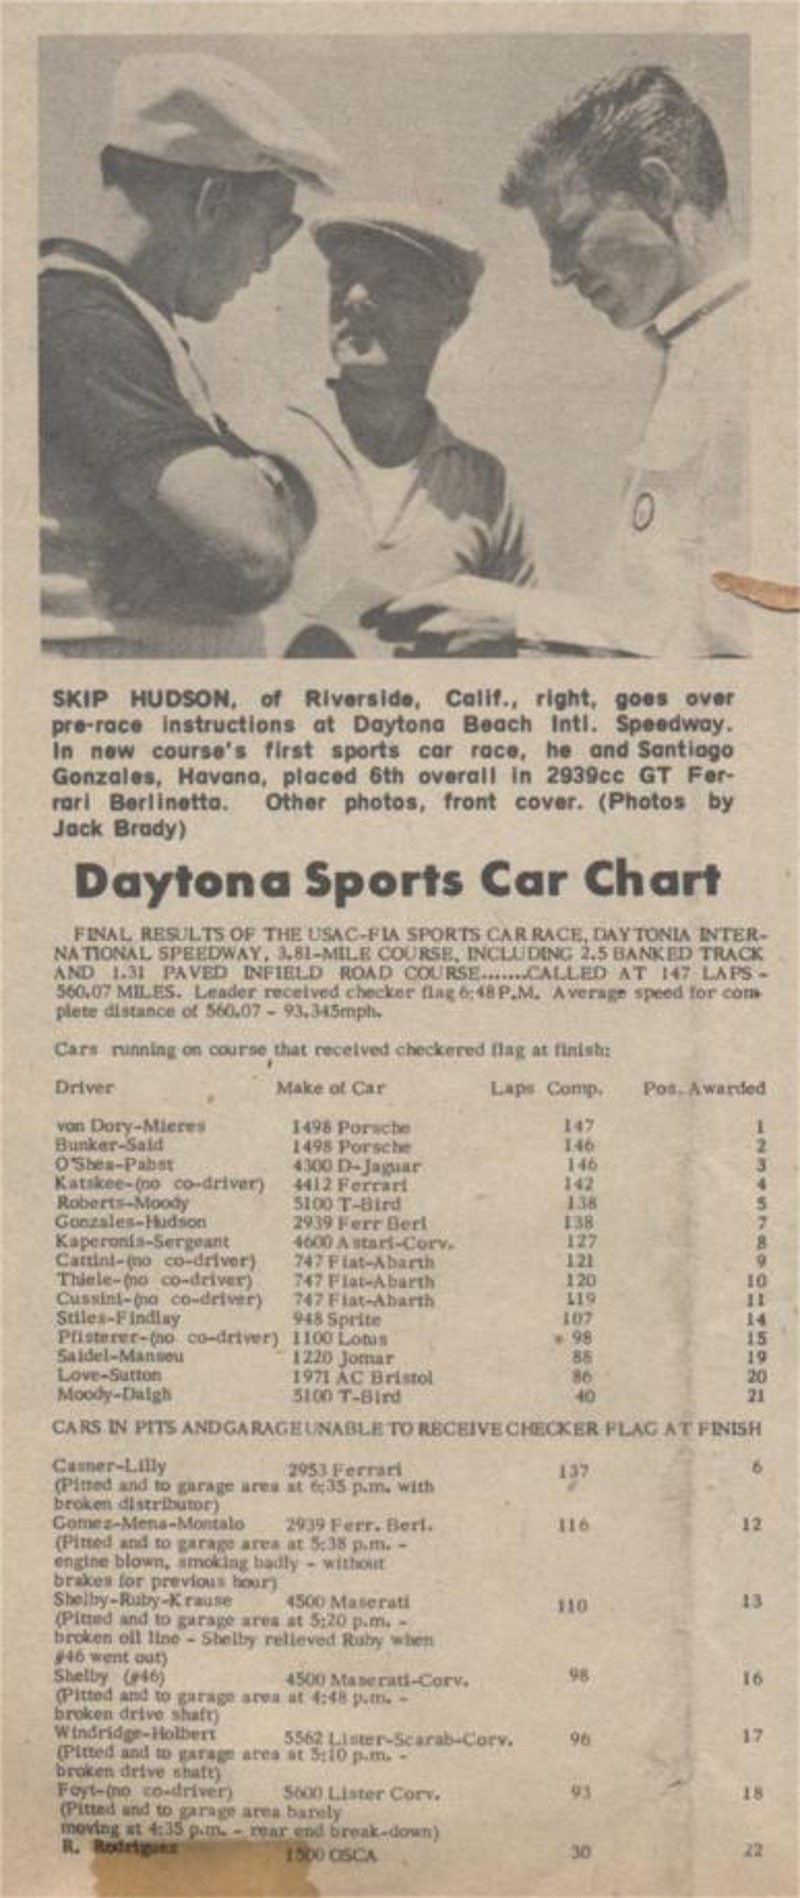 SKIP HUDSON, of Riverside, Calif., right, goes over
pre-race instructions at Daytona Beach Intl. Speedway.
In new course's first sports car race, he and Santiago
Gonzales, Havana, placed 6th overall in 2939cc GT Fer-
rari Berlinetta. Other photos, front cover. (Photos by
Jack Brady)
Daytona Sports Car Chart
FINAL RESULTS OF THE USAC-FIA SPORTS CAR RACE, DAYTONIA INTER-
NATIONAL SPEEDWAY, 3.81-MILE COURSE, INCLUDING 2.5 BANKED TRACK
AND 1.31 PAVED INFIELD ROAD COURSE.......CALLED AT 147 LAPS -
560.07 MILES. Leader received checker flag 6:48 P.M. Average speed for com-
plete distance of 560.07 - 93.345mph.
Cars running on course that received checkered flag at finish:
Driver Make of Car Laps Comp. Pos. Awarded
von Dory-Mieres 1498 Porsche 147 1
Bunker-Said 1498 Porsche 146 2
O'Shea-Pabst 4300 D-Jaguar 146 3
Katskee-(no co-driver) 4412 Ferrari 142 4
Roberts-Moody 5100 T-Bird 138 5
Gonzales-Hudson 2939 Ferr Berl 138 7
Kaperonis-Sergeant 4600 Astari-Corv. 127 8
Cattini-(no co-driver) 747 Fiat-Abarth 121 9
Thiele-(no co-driver) 747 Fiat-Abarth 120 10
Cussini-(no co-driver) 747 Fiat-Abarth 119 11
Stiles-Findlay 948 Sprite 107 14
Pfisterer-(no co-driver) 1100 Lotus 98 15
Saidel-Manseu 1220 Jomar 88 19
Love-Sutton 1971 AC Bristol 86 20
Moody-Daigh 5100 T-Bird 40 21
CARS IN PITS AND GARAGE UNABLE TO RECEIVE CHECKER FLAG AT FINISH
Casner-Lilly 2953 Ferrari 137 6
(Pitted and to garage area at 6:35 p.m. with
broken distributor)
Gomez-Mena-Montalo 2939 Ferr. Berl. 116 12
(Pitted and to garage area at 5:38 p.m. -
engine blown, smoking badly - without
brakes for previous hour)
Shelby-Ruby-Krause 4500 Maserati 110 13
(Pitted and to garage area at 5:20 p.m. -
broken oil line - Shelby relieved Ruby when
#46 went out)
Shelby (#46) 4500 Maserati-Corv. 98 16
(Pitted and to garage area at 4:48 p.m. -
broken drive shaft)
Windridge-Holbert 5562 Lister-Scarab-Corv. 96 17
(Pitted and to garage area at 5:10 p.m. -
broken drive shaft)
Foyt-(no co-driver) 5600 Lister Corv. 93 18
(Pitted and to garage area barely
moving at 4:35 p.m. - rear end break-down)
R. Rodriguez 1500 OSCA 30 22